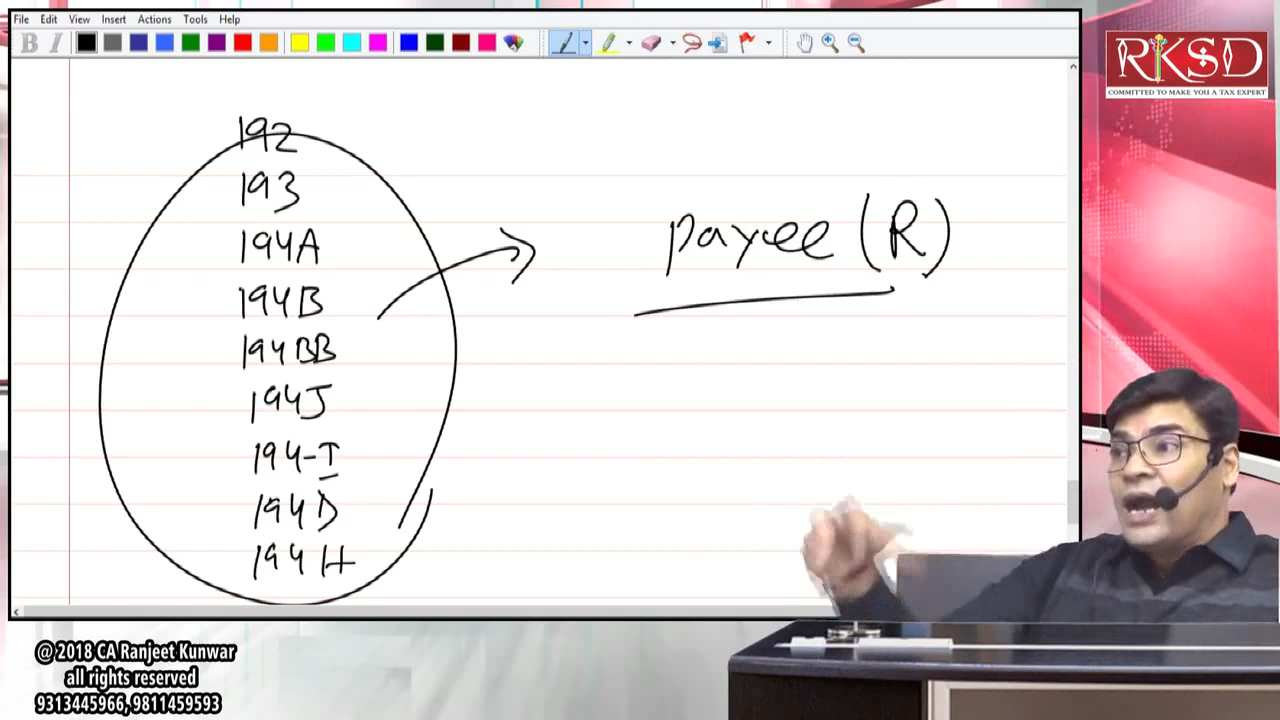 File Edit View Insert Actions Tools Help
B I
RKSD
COMMITTED TO MAKE YOU A TAX EXPERT
192
193
194A
194B
194BB
194J
194-I
194D
194H
payee (R)
@ 2018 CA Ranjeet Kunwar
all rights reserved
9313445966, 9811459593